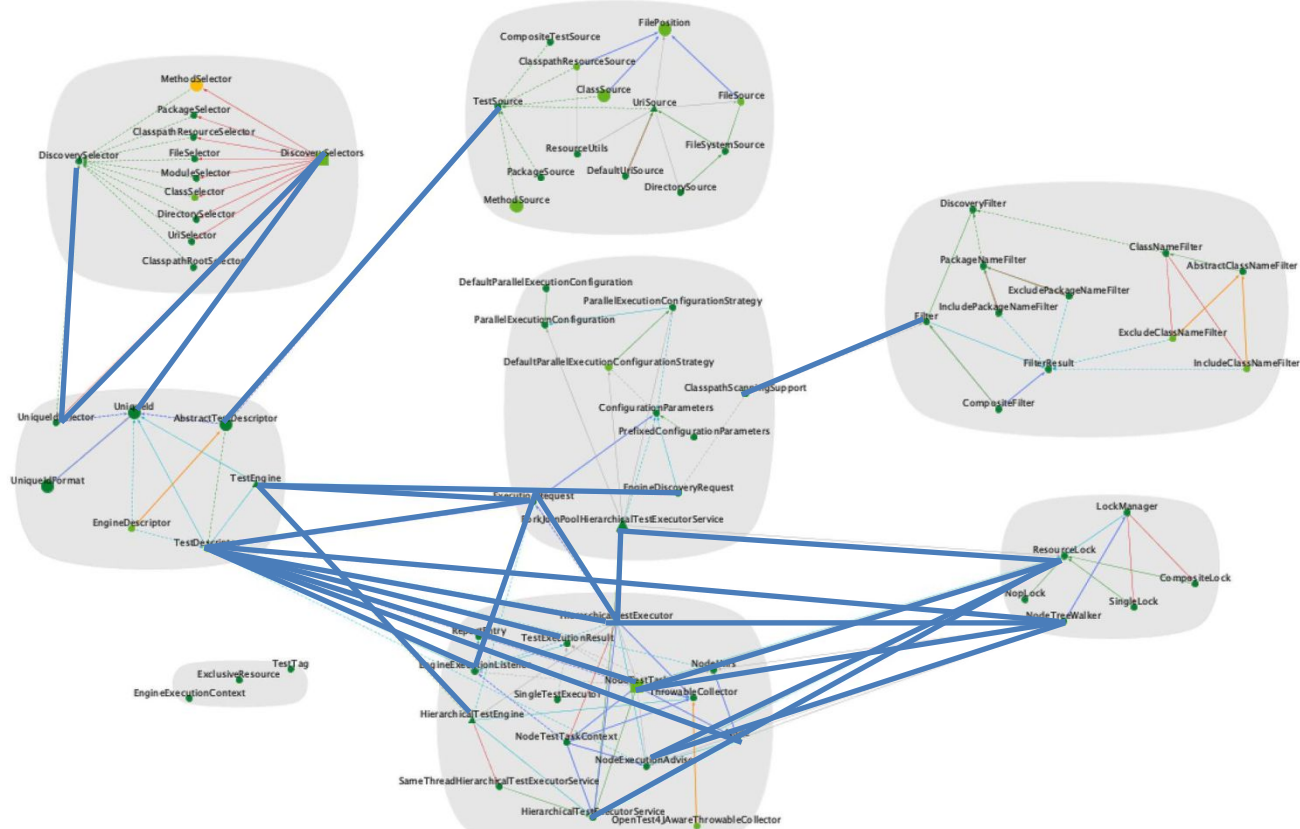 FilePosition
CompositeTestSource
ClasspathResourceSource
ClassSource
UriSource
FileSource
TestSource
ResourceUtils
FileSystemSource
PackageSource
DefaultUriSource
DirectorySource
MethodSource
MethodSelector
PackageSelector
ClasspathResourceSelector
DiscoverySelector
FileSelector
DiscoverySelectors
ModuleSelector
ClassSelector
DirectorySelector
UriSelector
ClasspathRootSelector
DiscoveryFilter
ClassNameFilter
PackageNameFilter
AbstractClassNameFilter
ExcludePackageNameFilter
IncludePackageNameFilter
Filter
ExcludeClassNameFilter
FilterResult
IncludeClassNameFilter
CompositeFilter
DefaultParallelExecutionConfiguration
ParallelExecutionConfigurationStrategy
ParallelExecutionConfiguration
DefaultParallelExecutionConfigurationStrategy
ClasspathScanningSupport
ConfigurationParameters
PrefixedConfigurationParameters
EngineDiscoveryRequest
ExecutionRequest
ForkJoinPoolHierarchicalTestExecutorService
UniqueIdSelector
UniqueId
AbstractTestDescriptor
UniqueIdFormat
TestEngine
EngineDescriptor
TestDescriptor
LockManager
ResourceLock
CompositeLock
NopLock
SingleLock
NodeTreeWalker
TestTag
ExclusiveResource
EngineExecutionContext
HierarchicalTestExecutor
ReportEntry
TestExecutionResult
EngineExecutionListener
NodeUtils
NodeTestTask
SingleTestExecutor
ThrowableCollector
HierarchicalTestEngine
NodeTestTaskContext
NodeExecutionAdvisor
SameThreadHierarchicalTestExecutorService
HierarchicalTestExecutorService
OpenTest4JAwareThrowableCollector